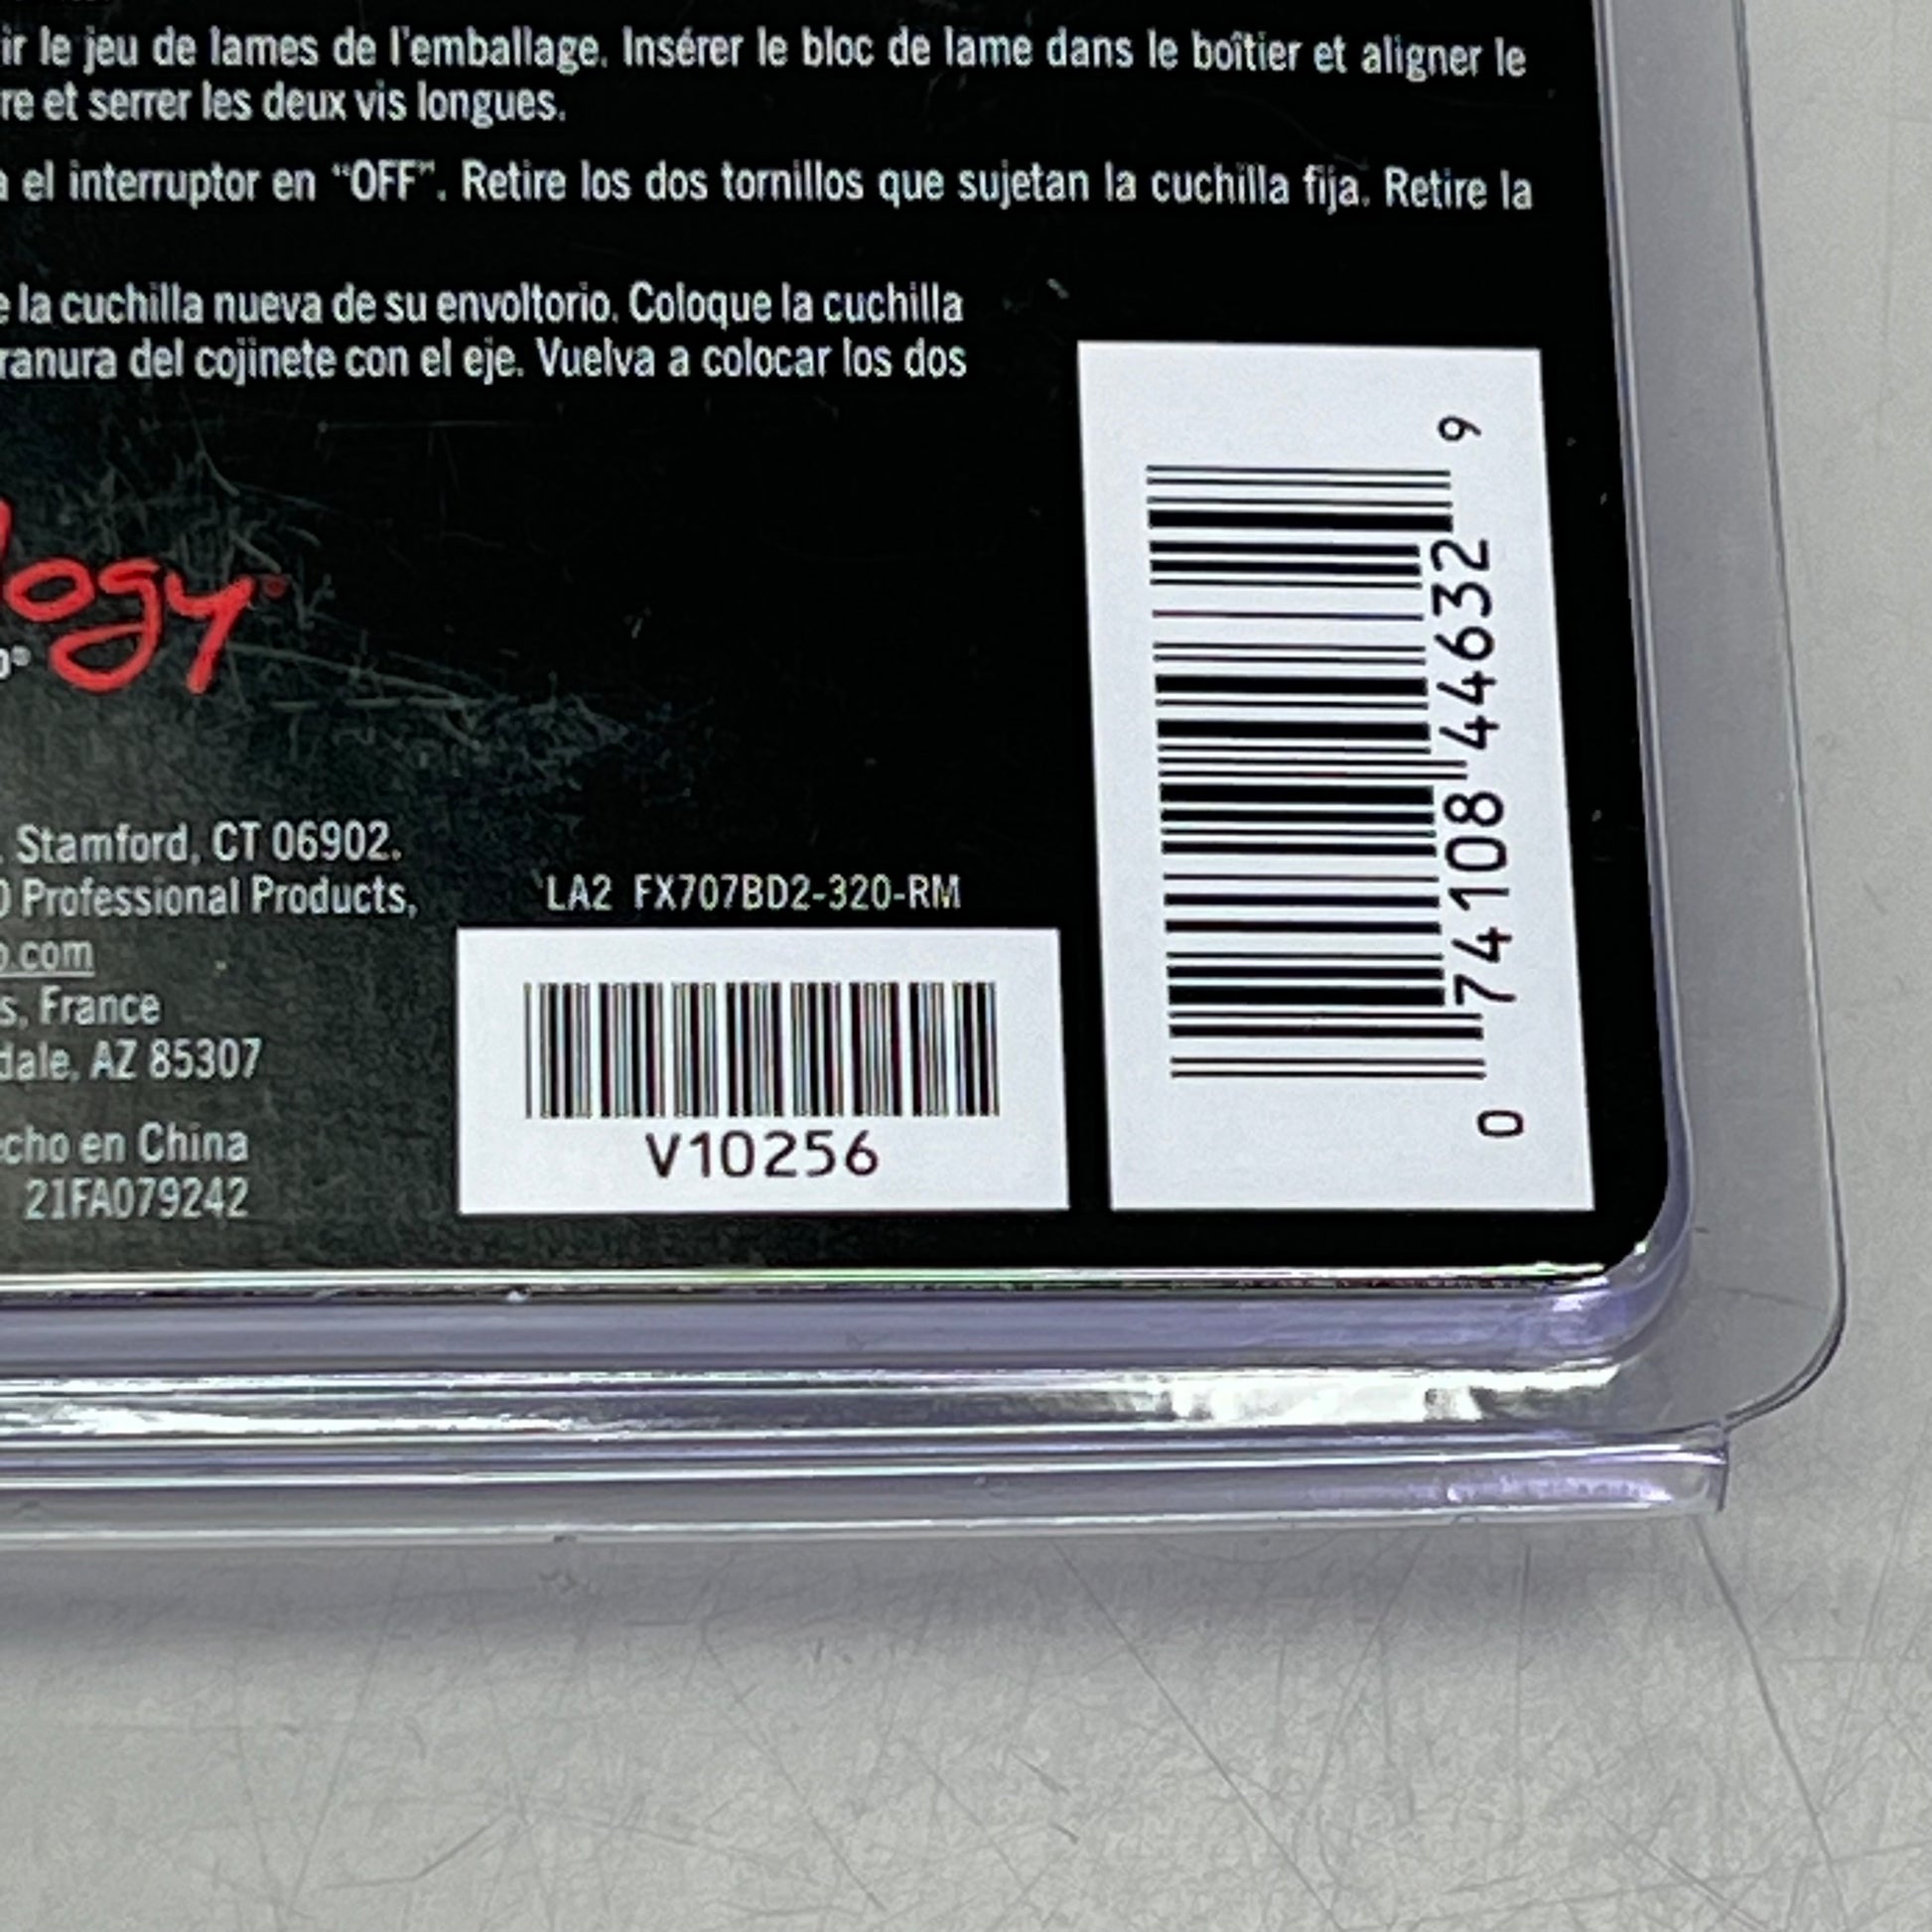 ir le jeu de lames de l'emballage. Insérer le bloc de lame dans le boîtier et aligner le
re et serrer les deux vis longues.
el interruptor en “OFF”. Retire los dos tornillos que sujetan la cuchilla fija. Retire la
e la cuchilla nueva de su envoltorio. Coloque la cuchilla
ranura del cojinete con el eje. Vuelva a colocar los dos
logy®
. Stamford, CT 06902.
Professional Products,
.com
s, France
dale, AZ 85307
echo en China
21FA079242
LA2 FX707BD2-320-RM
V10256
0 74108 44632 9